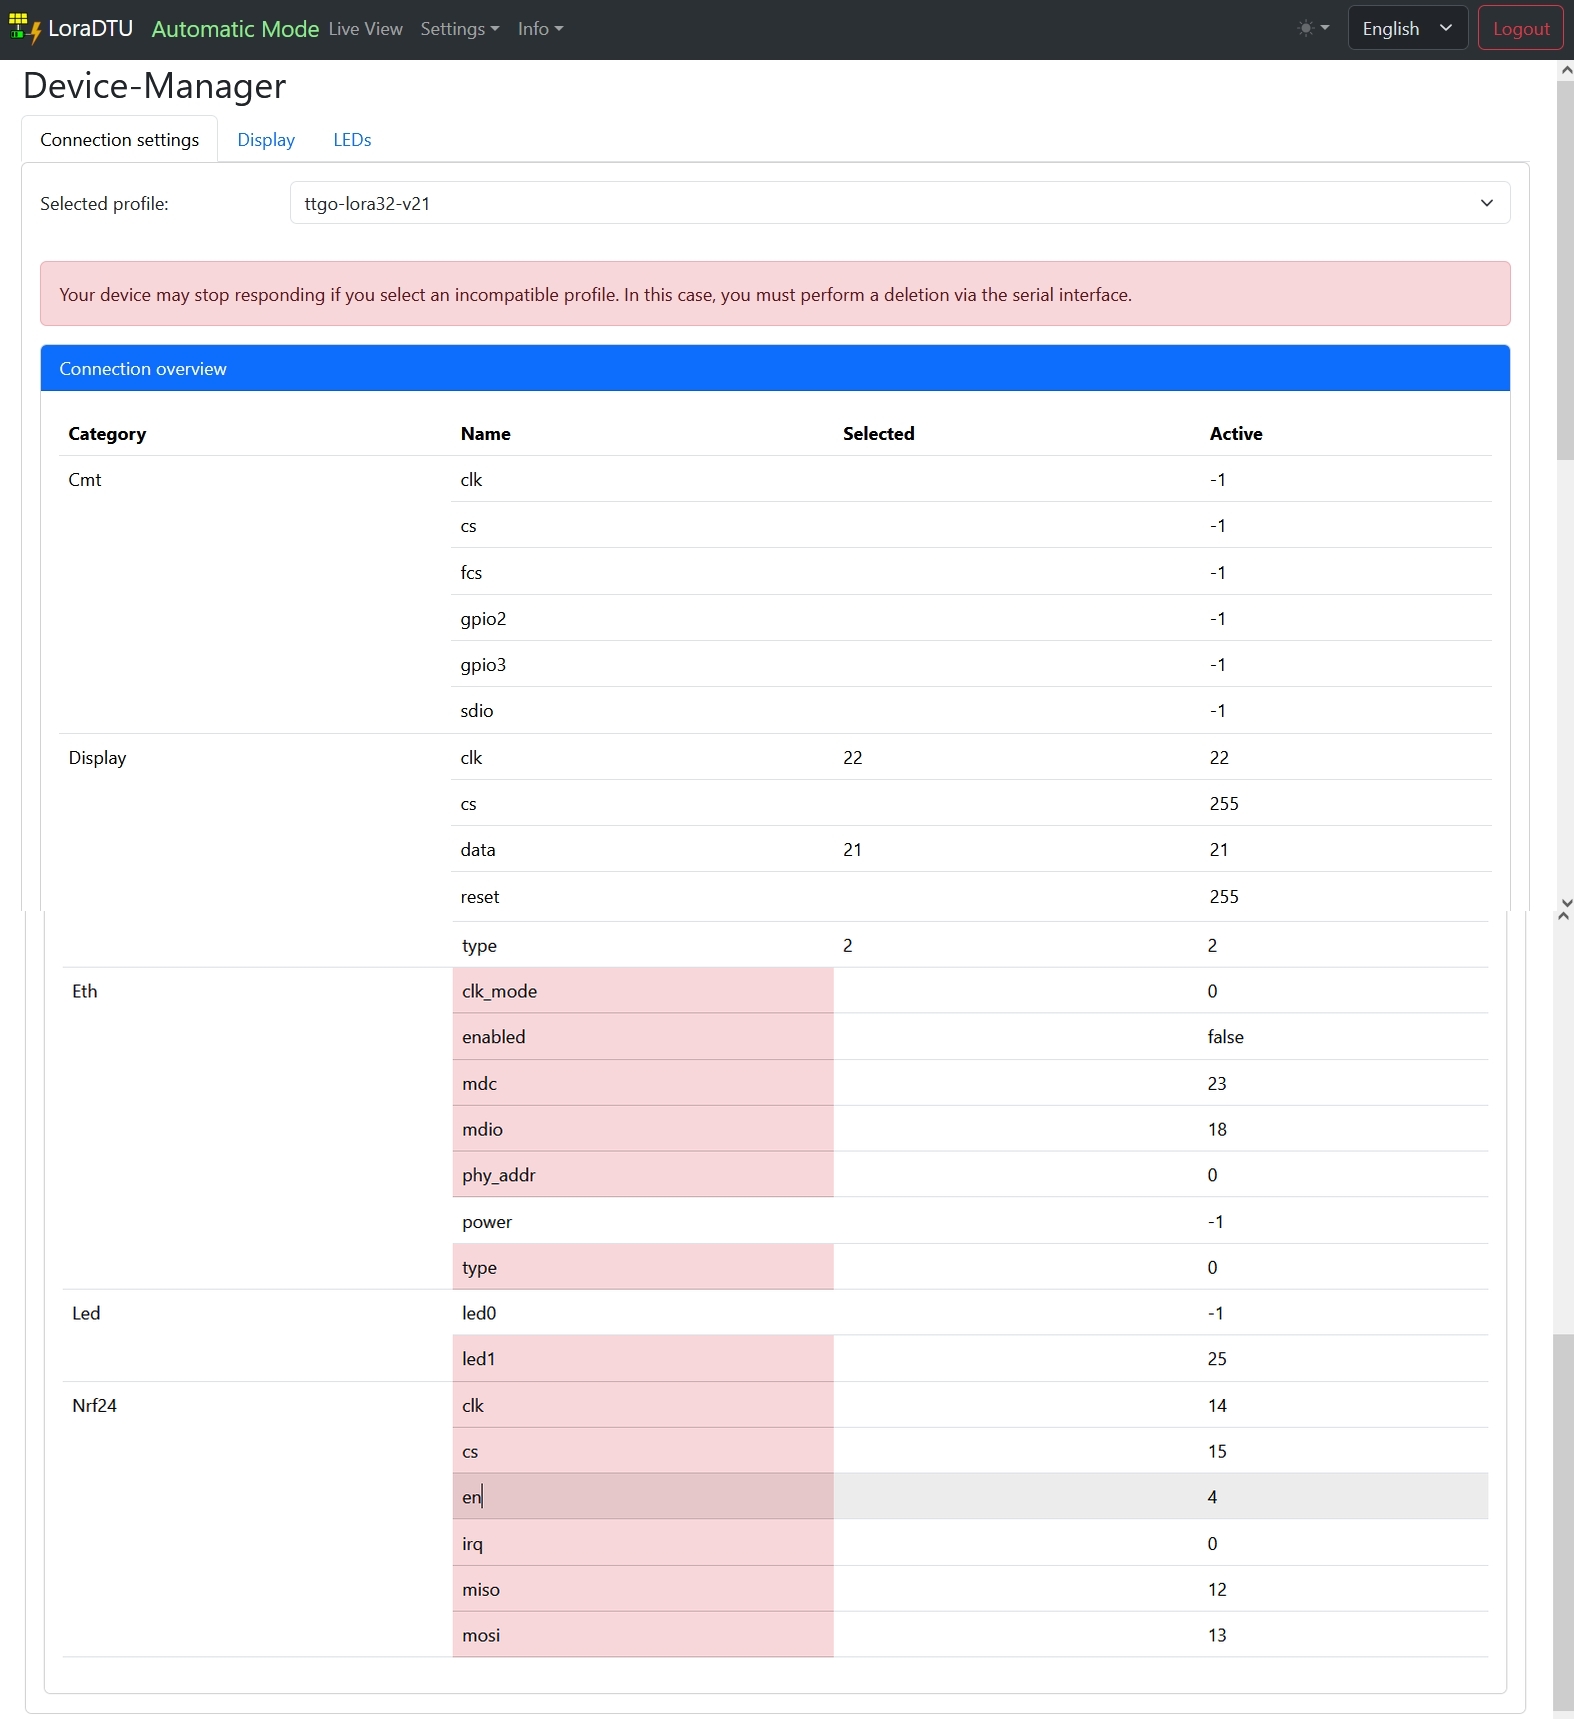 LoraDTU Automatic Mode Live View Settings Info English Logout
Device-Manager
Connection settings Display LEDs
Selected profile: ttgo-lora32-v21
Your device may stop responding if you select an incompatible profile. In this case, you must perform a deletion via the serial interface.
Connection overview
Category Name Selected Active
Cmt clk -1
cs -1
fcs -1
gpio2 -1
gpio3 -1
sdio -1
Display clk 22 22
cs 255
data 21 21
reset 255
type 2 2
Eth clk_mode 0
enabled false
mdc 23
mdio 18
phy_addr 0
power -1
type 0
Led led0 -1
led1 25
Nrf24 clk 14
cs 15
en 4
irq 0
miso 12
mosi 13